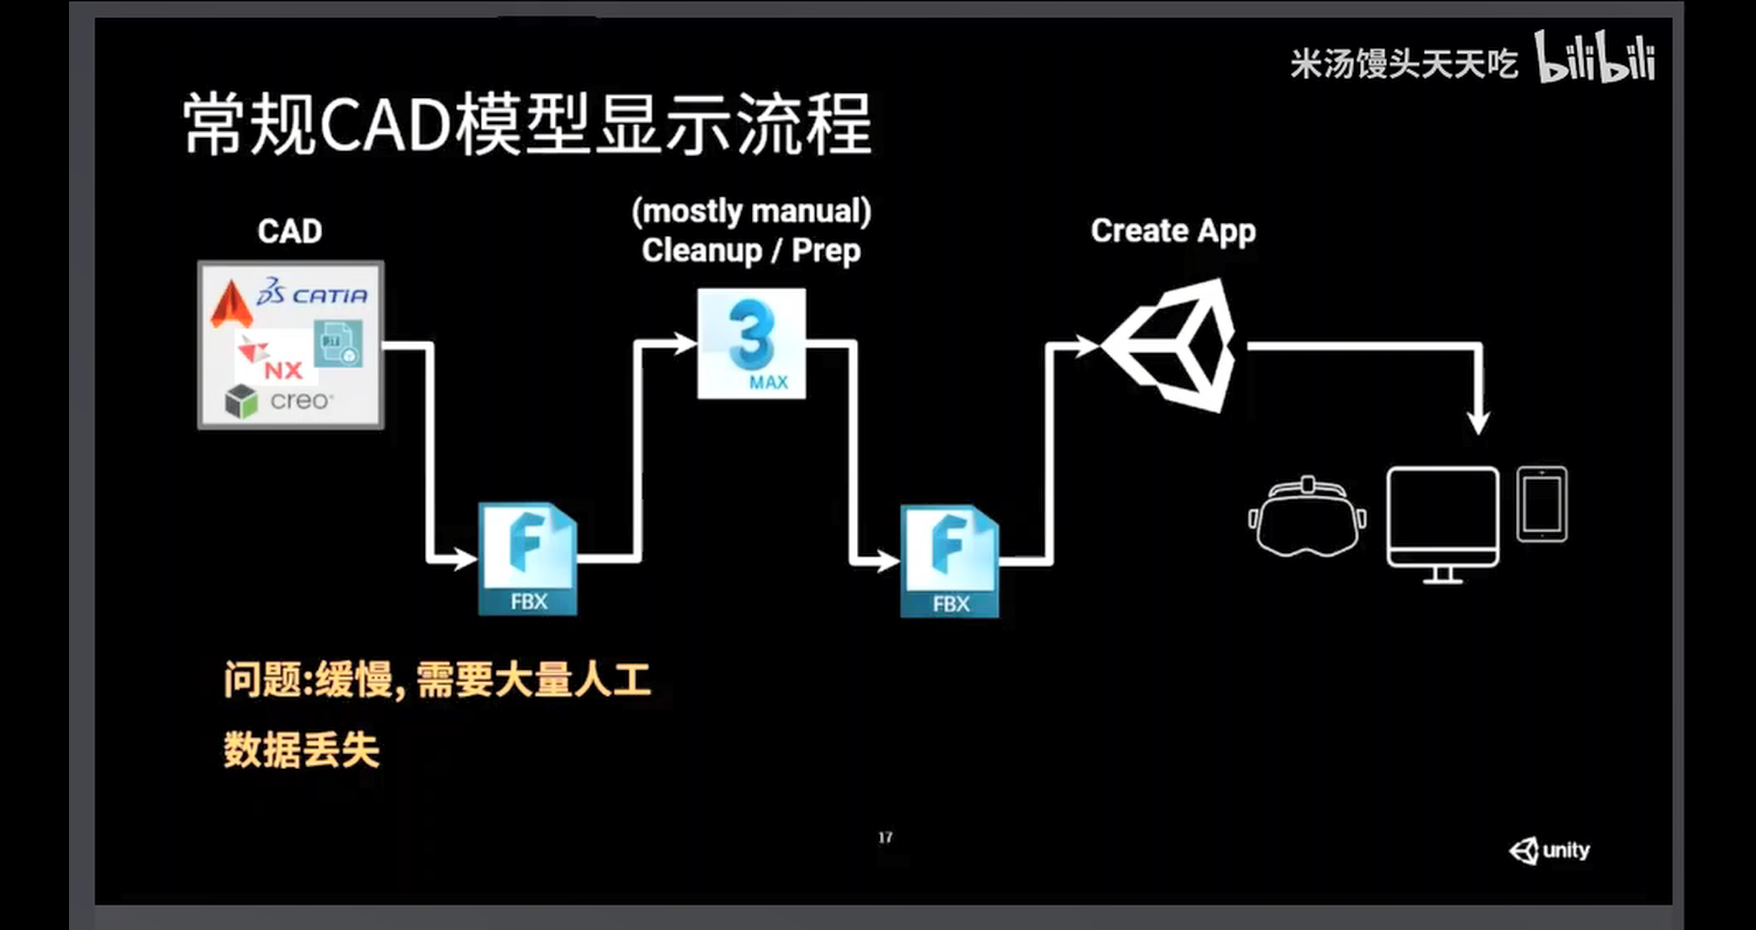 米汤馒头天天吃 bilibili
常规CAD模型显示流程
(mostly manual)
CAD
Cleanup / Prep
Create App
CATIA
NX
creo
3
MAX
FBX
FBX
问题:缓慢, 需要大量人工
数据丢失
17
unity